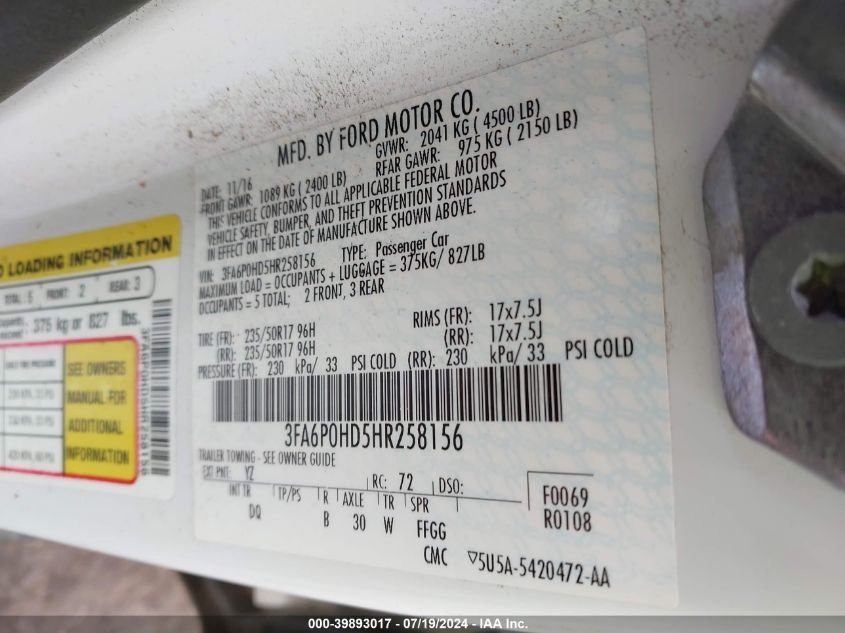 MFD. BY FORD MOTOR CO.
DATE: 11/16 GVWR: 2041 KG ( 4500 LB)
FRONT GAWR: 1089 KG ( 2400 LB) REAR GAWR: 975 KG ( 2150 LB)
THIS VEHICLE CONFORMS TO ALL APPLICABLE FEDERAL MOTOR
VEHICLE SAFETY, BUMPER, AND THEFT PREVENTION STANDARDS
IN EFFECT ON THE DATE OF MANUFACTURE SHOWN ABOVE.
VIN: 3FA6P0HD5HR258156 TYPE: Passenger Car
MAXIMUM LOAD = OCCUPANTS + LUGGAGE = 375KG/ 827LB
OCCUPANTS = 5 TOTAL; 2 FRONT, 3 REAR
TIRE (FR): 235/50R17 96H RIMS (FR): 17x7.5J
(RR): 235/50R17 96H (RR): 17x7.5J
PRESSURE (FR): 230 kPa/ 33 PSI COLD (RR): 230 kPa/ 33 PSI COLD
3FA6P0HD5HR258156
TRAILER TOWING - SEE OWNER GUIDE
EXT PNT: YZ RC: 72 DSO:
INT TR TP/PS R AXLE TR SPR
DQ B 30 W FFGG
F0069
R0108
CMC ▽5U5A-5420472-AA
LOADING INFORMATION
TOTAL: 5 FRONT: 2 REAR: 3
375 kg or 827 lbs.
COLD TIRE PRESSURE
SEE OWNERS
MANUAL FOR
ADDITIONAL
INFORMATION
3FA6P0HD5HR258156
000-39893017 - 07/19/2024 - IAA Inc.